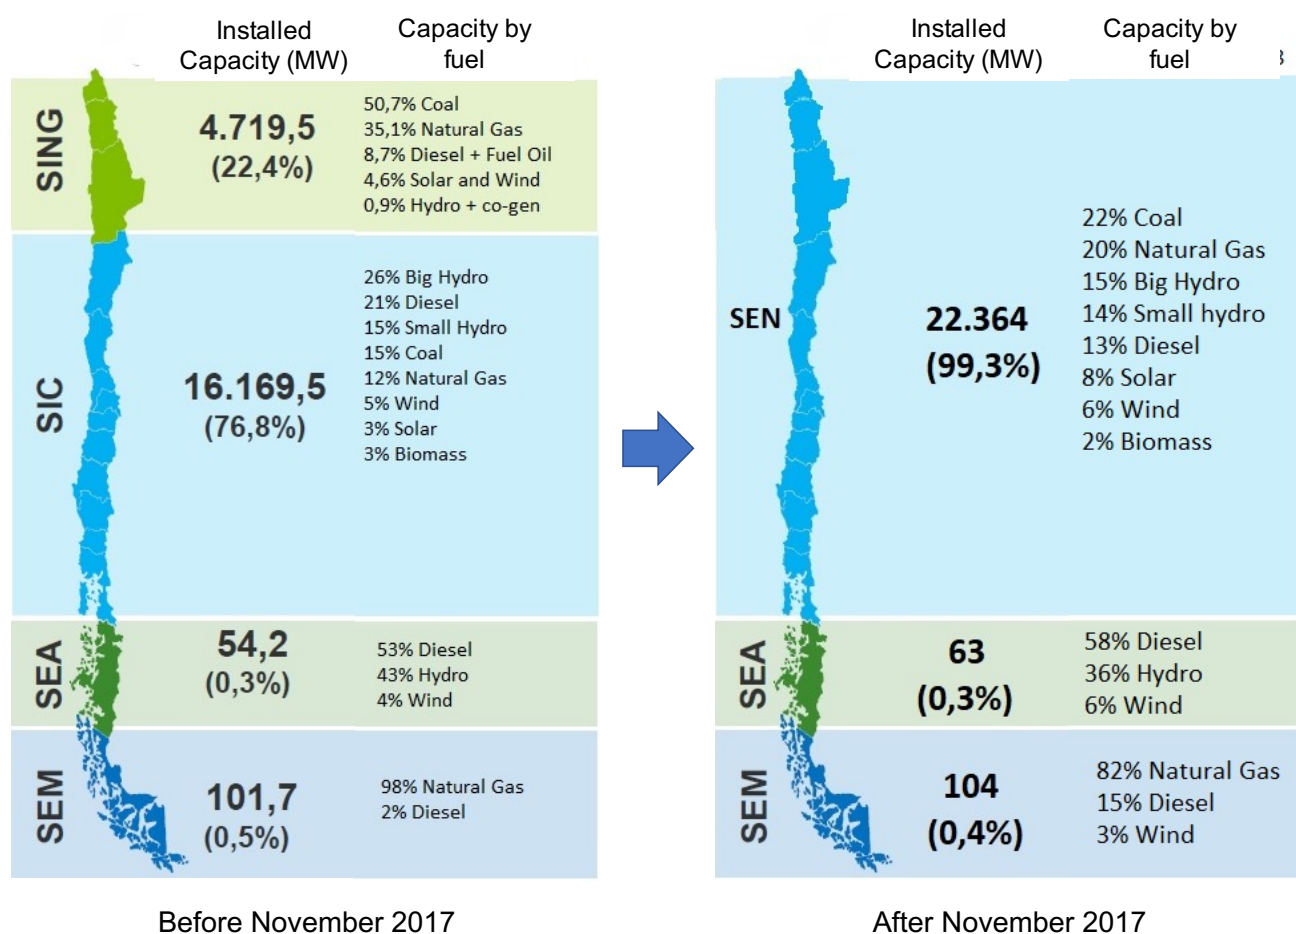 Installed
Capacity (MW)
Capacity by
fuel
SING
4.719,5
(22,4%)
50,7% Coal
35,1% Natural Gas
8,7% Diesel + Fuel Oil
4,6% Solar and Wind
0,9% Hydro + co-gen
SIC
16.169,5
(76,8%)
26% Big Hydro
21% Diesel
15% Small Hydro
15% Coal
12% Natural Gas
5% Wind
3% Solar
3% Biomass
SEA
54,2
(0,3%)
53% Diesel
43% Hydro
4% Wind
SEM
101,7
(0,5%)
98% Natural Gas
2% Diesel
Before November 2017
Installed
Capacity (MW)
Capacity by
fuel
SEN
22.364
(99,3%)
22% Coal
20% Natural Gas
15% Big Hydro
14% Small hydro
13% Diesel
8% Solar
6% Wind
2% Biomass
SEA
63
(0,3%)
58% Diesel
36% Hydro
6% Wind
SEM
104
(0,4%)
82% Natural Gas
15% Diesel
3% Wind
After November 2017